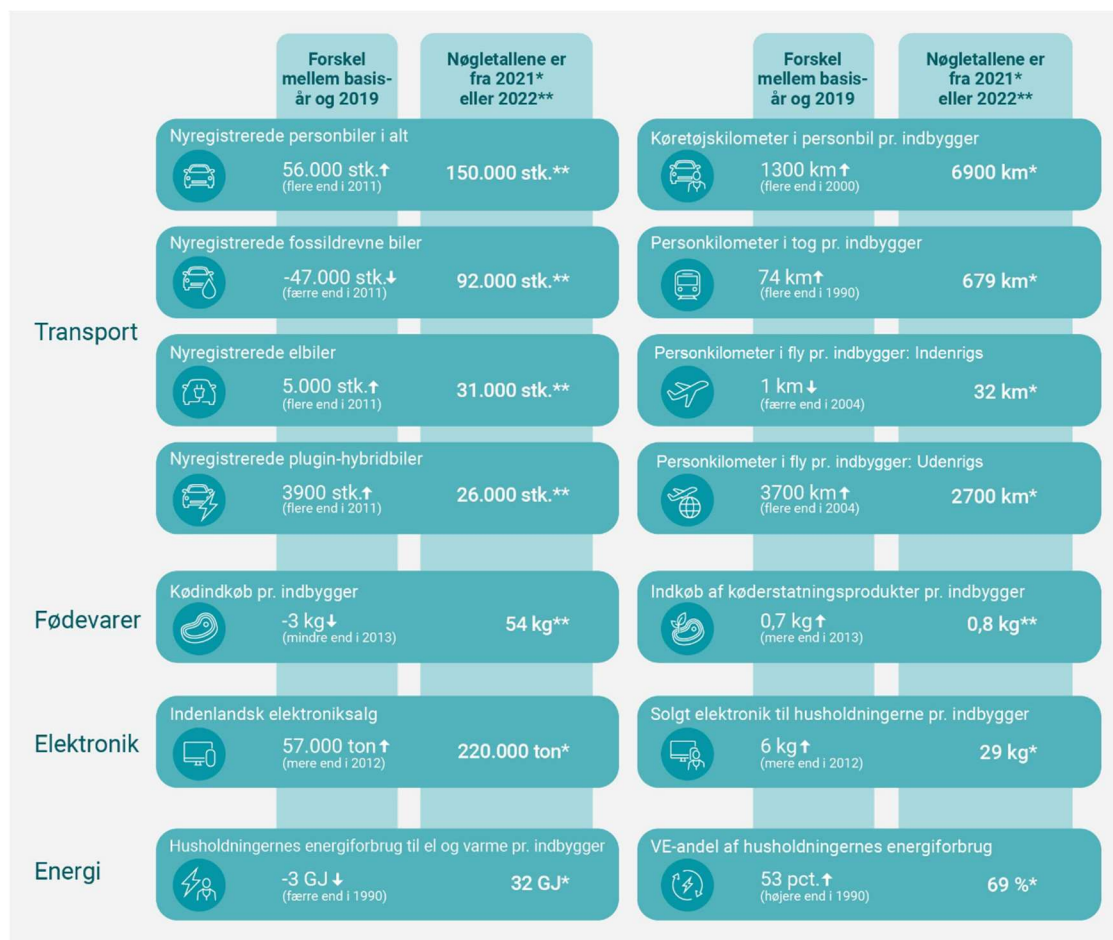 Forskel
mellem basis-
år og 2019
Nøgletallene er
fra 2021*
eller 2022**
Forskel
mellem basis-
år og 2019
Nøgletallene er
fra 2021*
eller 2022**
Transport
Nyregistrerede personbiler i alt
56.000 stk.↑
(flere end i 2011)
150.000 stk.**
Køretøjskilometer i personbil pr. indbygger
1300 km↑
(flere end i 2000)
6900 km*
Nyregistrerede fossildrevne biler
-47.000 stk.↓
(færre end i 2011)
92.000 stk.**
Personkilometer i tog pr. indbygger
74 km↑
(flere end i 1990)
679 km*
Nyregistrerede elbiler
5.000 stk.↑
(flere end i 2011)
31.000 stk.**
Personkilometer i fly pr. indbygger: Indenrigs
1 km↓
(færre end i 2004)
32 km*
Nyregistrerede plugin-hybridbiler
3900 stk.↑
(flere end i 2011)
26.000 stk.**
Personkilometer i fly pr. indbygger: Udenrigs
3700 km↑
(flere end i 2004)
2700 km*
Fødevarer
Kødindkøb pr. indbygger
-3 kg↓
(mindre end i 2013)
54 kg**
Indkøb af køderstatningsprodukter pr. indbygger
0,7 kg↑
(mere end i 2013)
0,8 kg**
Elektronik
Indenlandsk elektroniksalg
57.000 ton↑
(mere end i 2012)
220.000 ton*
Solgt elektronik til husholdningerne pr. indbygger
6 kg↑
(mere end i 2012)
29 kg*
Energi
Husholdningernes energiforbrug til el og varme pr. indbygger
-3 GJ↓
(færre end i 1990)
32 GJ*
VE-andel af husholdningernes energiforbrug
53 pct.↑
(højere end i 1990)
69 %*